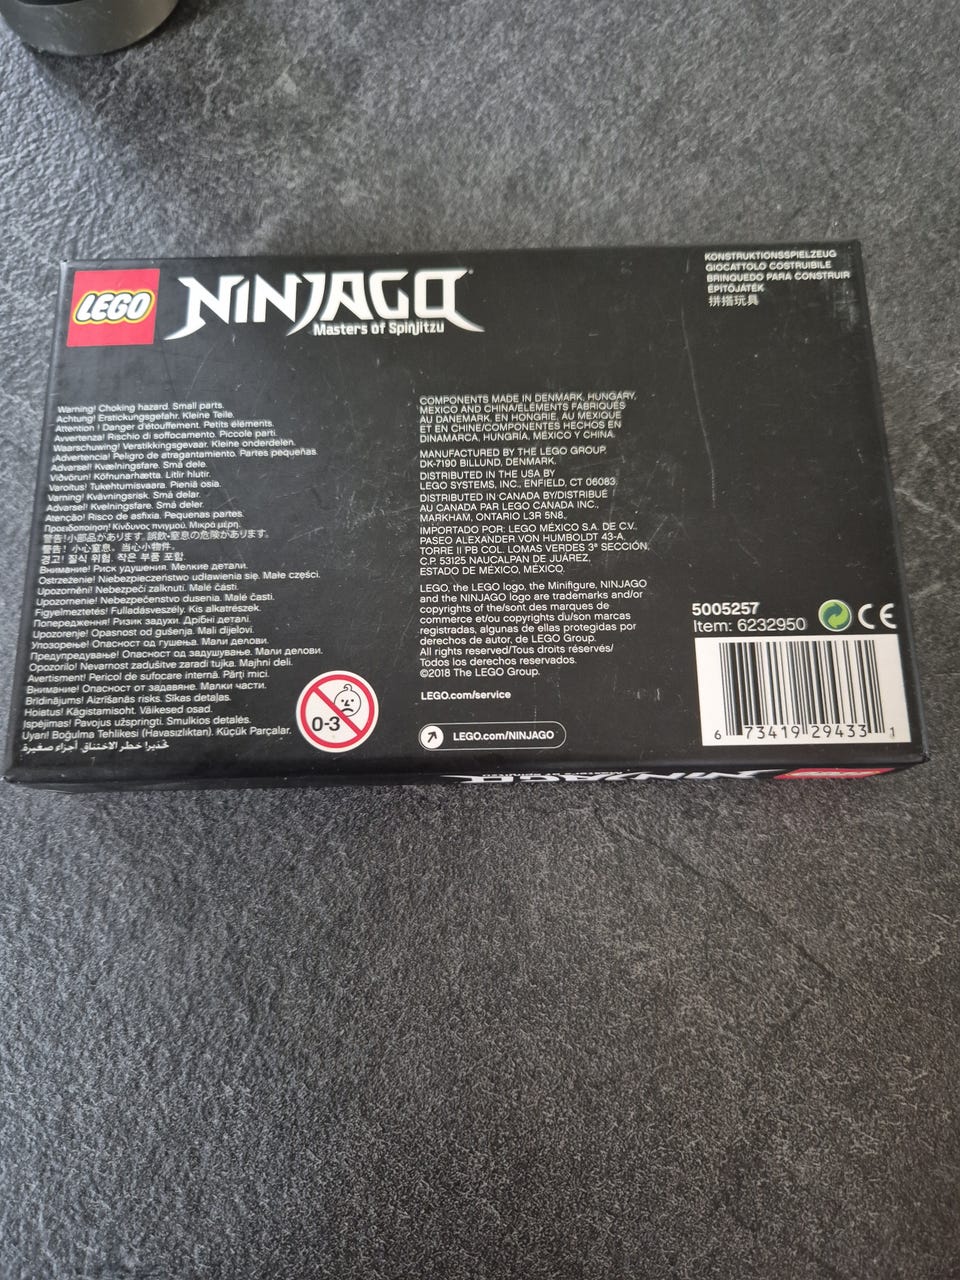 LEGO
NINJAGO
Masters of Spinjitzu
KONSTRUKTIONSSPIELZEUG
GIOCATTOLO COSTRUIBILE
BRINQUEDO PARA CONSTRUIR
ÉPÍTŐJÁTÉK
拼搭玩具
Warning! Choking hazard. Small parts.
Achtung! Erstickungsgefahr. Kleine Teile.
Attention ! Danger d'étouffement. Petits éléments.
Avvertenza! Rischio di soffocamento. Piccole parti.
Waarschuwing! Verstikkingsgevaar. Kleine onderdelen.
¡Advertencia! Peligro de atragantamiento. Partes pequeñas.
Advarsel! Kvælningsfare. Små dele.
Viðvörun! Köfnunarhætta. Litlir hlutir.
Varoitus! Tukehtumisvaara. Pieniä osia.
Varning! Kvävningsrisk. Små delar.
Advarsel! Kvelningsfare. Små deler.
Atenção! Risco de asfixia. Pequenas partes.
Προειδοποίηση! Κίνδυνος πνιγμού. Μικρά μέρη.
警告!小部品があります。誤飲・窒息の危険があります。
警告！小心窒息。当心小物件。
경고! 질식 위험. 작은 부품 포함.
Внимание! Риск удушения. Мелкие детали.
Ostrzeżenie! Niebezpieczeństwo udławienia się. Małe części.
Upozornění! Nebezpečí zalknutí. Malé části.
Upozornenie! Nebezpečenstvo dusenia. Malé časti.
Figyelmeztetés! Fulladásveszély. Kis alkatrészek.
Попередження! Ризик задухи. Дрібні деталі.
Upozorenje! Opasnost od gušenja. Mali dijelovi.
Упозорење! Опасност од гушења. Мали делови.
Предупредување! Опасност од задушување. Мали делови.
Opozorilo! Nevarnost zadušitve zaradi tujka. Majhni deli.
Avertisment! Pericol de sufocare internă. Părți mici.
Внимание! Опасност от задавяне. Малки части.
Brīdinājums! Aizrīšanās risks. Sīkas detaļas.
Hoiatus! Kägistamisoht. Väikesed osad.
Įspėjimas! Pavojus užspringti. Smulkios detalės.
Uyarı! Boğulma Tehlikesi (Havasızlıktan). Küçük Parçalar.
تحذير! خطر الاختناق. أجزاء صغيرة.
0-3
COMPONENTS MADE IN DENMARK, HUNGARY,
MEXICO AND CHINA/ÉLÉMENTS FABRIQUÉS
AU DANEMARK, EN HONGRIE, AU MEXIQUE
ET EN CHINE/COMPONENTES HECHOS EN
DINAMARCA, HUNGRÍA, MÉXICO Y CHINA.
MANUFACTURED BY THE LEGO GROUP,
DK-7190 BILLUND, DENMARK.
DISTRIBUTED IN THE USA BY
LEGO SYSTEMS, INC., ENFIELD, CT 06083.
DISTRIBUTED IN CANADA BY/DISTRIBUÉ
AU CANADA PAR LEGO CANADA INC.,
MARKHAM, ONTARIO L3R 5N8.
IMPORTADO POR: LEGO MÉXICO S.A. DE C.V.
PASEO ALEXANDER VON HUMBOLDT 43-A.
TORRE II PB COL. LOMAS VERDES 3ª SECCIÓN,
C.P. 53125 NAUCALPAN DE JUÁREZ,
ESTADO DE MÉXICO, MÉXICO.
LEGO, the LEGO logo, the Minifigure, NINJAGO
and the NINJAGO logo are trademarks and/or
copyrights of the/sont des marques de
commerce et/ou copyrights du/son marcas
registradas, algunas de ellas protegidas por
derechos de autor, de LEGO Group.
All rights reserved/Tous droits réservés/
Todos los derechos reservados.
©2018 The LEGO Group.
LEGO.com/service
LEGO.com/NINJAGO
5005257
Item: 6232950
CE
6 73419 29433 1
NINJAGO
LEGO